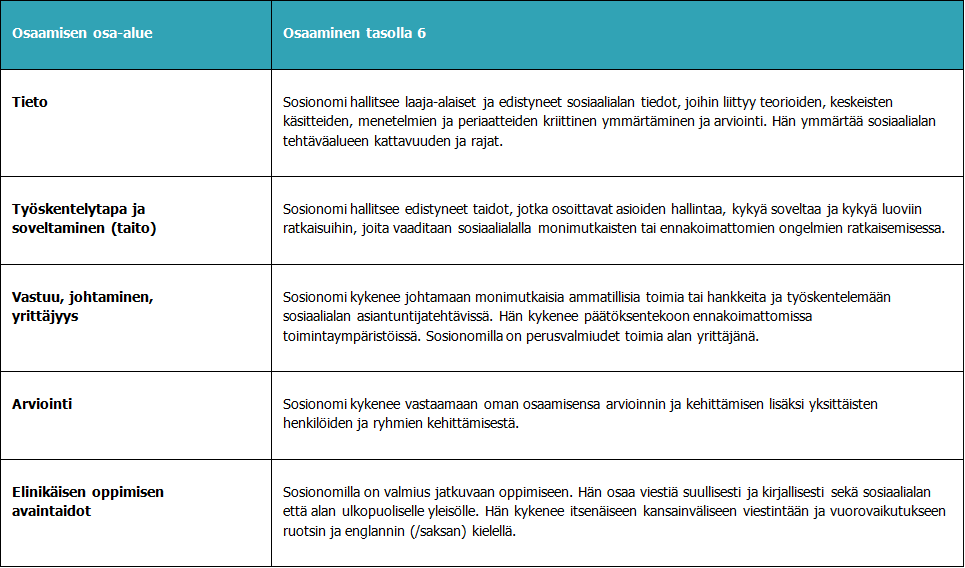 Osaamisen osa-alue
Osaaminen tasolla 6
Tieto
Sosionomi hallitsee laaja-alaiset ja edistyneet sosiaalialan tiedot, joihin liittyy teorioiden, keskeisten
käsitteiden, menetelmien ja periaatteiden kriittinen ymmärtäminen ja arviointi. Hän ymmärtää sosiaalialan
tehtäväalueen kattavuuden ja rajat.
Työskentelytapa ja
soveltaminen (taito)
Sosionomi hallitsee edistyneet taidot, jotka osoittavat asioiden hallintaa, kykyä soveltaa ja kykyä luoviin
ratkaisuihin, joita vaaditaan sosiaalialalla monimutkaisten tai ennakoimattomien ongelmien ratkaisemisessa.
Vastuu, johtaminen,
yrittäjyys
Sosionomi kykenee johtamaan monimutkaisia ammatillisia toimia tai hankkeita ja työskentelemään
sosiaalialan asiantuntijatehtävissä. Hän kykenee päätöksentekoon ennakoimattomissa
toimintaympäristöissä. Sosionomilla on perusvalmiudet toimia alan yrittäjänä.
Arviointi
Sosionomi kykenee vastaamaan oman osaamisensa arvioinnin ja kehittämisen lisäksi yksittäisten
henkilöiden ja ryhmien kehittämisestä.
Elinikäisen oppimisen
avaintaidot
Sosionomilla on valmius jatkuvaan oppimiseen. Hän osaa viestiä suullisesti ja kirjallisesti sekä sosiaalialan
että alan ulkopuoliselle yleisölle. Hän kykenee itsenäiseen kansainväliseen viestintään ja vuorovaikutukseen
ruotsin ja englannin (/saksan) kielellä.